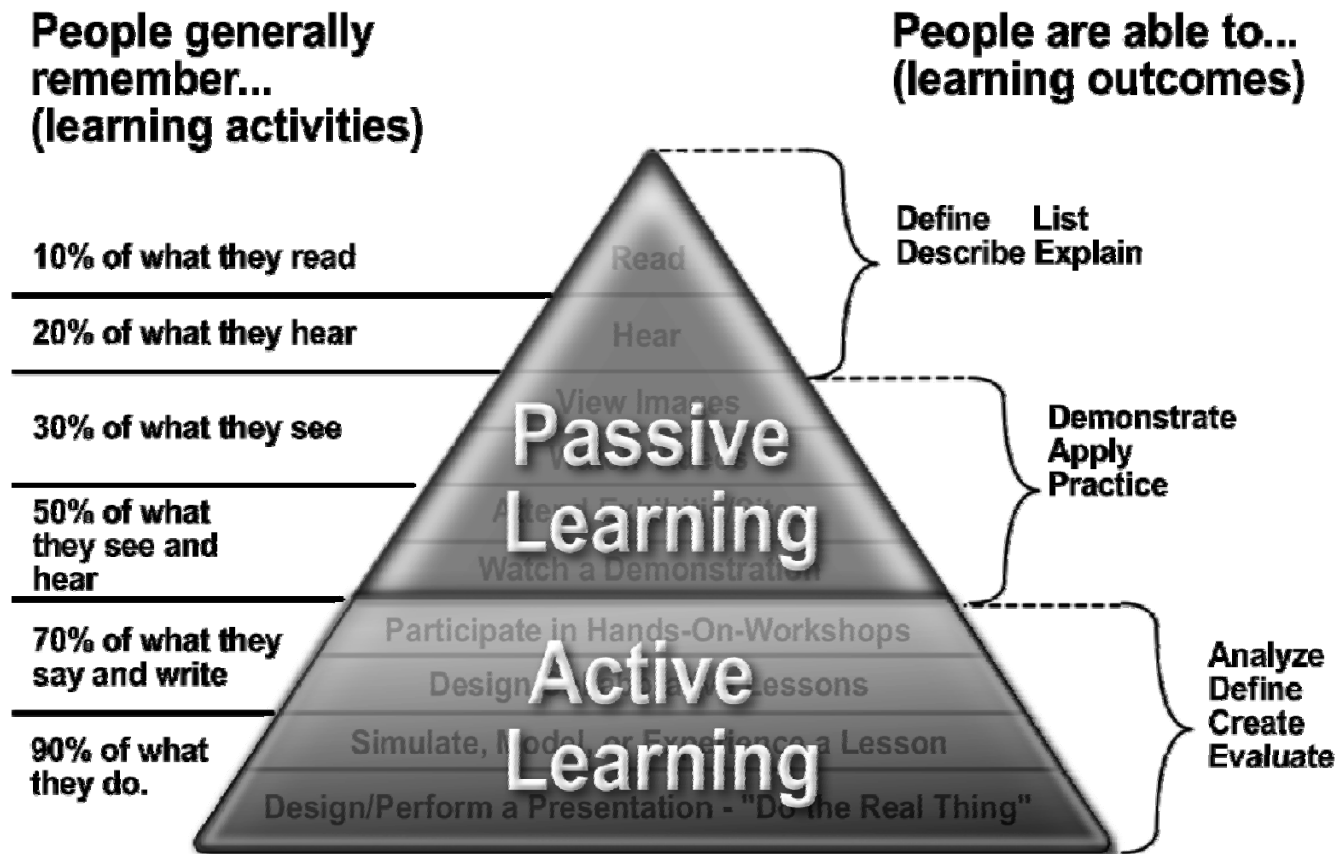 People generally
remember...
(learning activities)
People are able to...
(learning outcomes)
10% of what they read
20% of what they hear
30% of what they see
50% of what
they see and
hear
70% of what they
say and write
90% of what
they do.
Read
Hear
View Images
Passive
Learning
Watch a Demonstration
Participate in Hands-On-Workshops
Active
Lessons
Simulate, Model, or Experience a Lesson
Learning
Design/Perform a Presentation - "Do the Real Thing"
Define List
Describe Explain
Demonstrate
Apply
Practice
Analyze
Define
Create
Evaluate